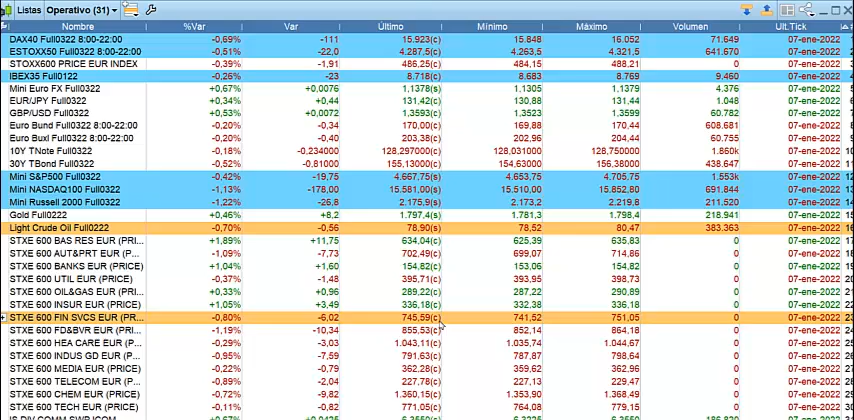 Listas Operativo (31)
Nombre %Var Var Último Mínimo Máximo Volumen Ult.Tick
DAX40 Full0322 8:00-22:00 -0,69% -111 15.923(c) 15.848 16.052 71.649 07-ene-2022
ESTOXX50 Full0322 8:00-22:00 -0,51% -22,0 4.287,5(c) 4.263,5 4.321,5 641.670 07-ene-2022
STOXX600 PRICE EUR INDEX -0,39% -1,91 486,25(c) 484,15 488,21 0 07-ene-2022
IBEX35 Full0122 -0,26% -23 8.718(c) 8.683 8.769 9.460 07-ene-2022
Mini Euro FX Full0322 +0,67% +0,0076 1,1378(s) 1,1305 1,1379 4.376 07-ene-2022
EUR/JPY Full0322 +0,34% +0,44 131,42(c) 130,88 131,44 1.048 07-ene-2022
GBP/USD Full0322 +0,53% +0,0072 1,3593(c) 1,3523 1,3599 60.782 07-ene-2022
Euro Bund Full0322 8:00-22:00 -0,20% -0,34 170,00(c) 169,88 170,44 608.681 07-ene-2022
Euro Buxl Full0322 8:00-22:00 -0,20% -0,40 203,38(c) 202,96 204,44 60.755 07-ene-2022
10Y TNote Full0322 -0,18% -0,234000 128,297000(c) 128,031000 128,750000 1.860k 07-ene-2022
30Y TBond Full0322 -0,52% -0,81000 155,13000(c) 154,63000 156,38000 438.647 07-ene-2022
Mini S&P500 Full0322 -0,42% -19,75 4.667,75(s) 4.653,75 4.705,75 1.553k 07-ene-2022
Mini NASDAQ100 Full0322 -1,13% -178,00 15.581,00(s) 15.510,00 15.852,80 691.844 07-ene-2022
Mini Russell 2000 Full0322 -1,22% -26,8 2.175,9(s) 2.173,2 2.219,8 211.520 07-ene-2022
Gold Full0222 +0,46% +8,2 1.797,4(s) 1.781,3 1.798,4 218.941 07-ene-2022
Light Crude Oil Full0222 -0,70% -0,56 78,90(s) 78,52 80,47 383.363 07-ene-2022
STXE 600 BAS RES EUR (PRI... +1,89% +11,75 634,04(c) 625,39 635,83 0 07-ene-2022
STXE 600 AUT&PRT EUR (PRI... -1,09% -7,73 702,49(c) 699,07 714,86 0 07-ene-2022
STXE 600 BANKS EUR (PRICE) +1,04% +1,60 154,82(c) 153,06 154,82 0 07-ene-2022
STXE 600 UTIL EUR (PRICE) -0,37% -1,48 395,71(c) 393,95 398,73 0 07-ene-2022
STXE 600 OIL&GAS EUR (PRI... +0,33% +0,96 289,22(c) 287,22 290,89 0 07-ene-2022
STXE 600 INSUR EUR (PRICE) +1,05% +3,49 336,18(c) 332,38 336,18 0 07-ene-2022
STXE 600 FIN SVCS EUR (PRI... -0,80% -6,02 745,59(c) 741,52 751,05 0 07-ene-2022
STXE 600 FD&BVR EUR (PRI... -1,19% -10,34 855,53(c) 852,14 864,18 0 07-ene-2022
STXE 600 HEA CARE EUR (PRI... -0,29% -3,03 1.043,11(c) 1.035,74 1.044,67 0 07-ene-2022
STXE 600 INDUS GD EUR (PRI... -0,95% -7,59 791,63(c) 787,87 798,64 0 07-ene-2022
STXE 600 MEDIA EUR (PRICE) -0,22% -0,79 362,28(c) 359,62 362,96 0 07-ene-2022
STXE 600 TELECOM EUR (PRICE) -0,89% -2,04 227,78(c) 227,13 229,47 0 07-ene-2022
STXE 600 CHEM EUR (PRICE) -0,72% -9,82 1.360,15(c) 1.353,90 1.368,49 0 07-ene-2022
STXE 600 TECH EUR (PRICE) -0,11% -0,82 771,05(c) 764,08 779,15 0 07-ene-2022